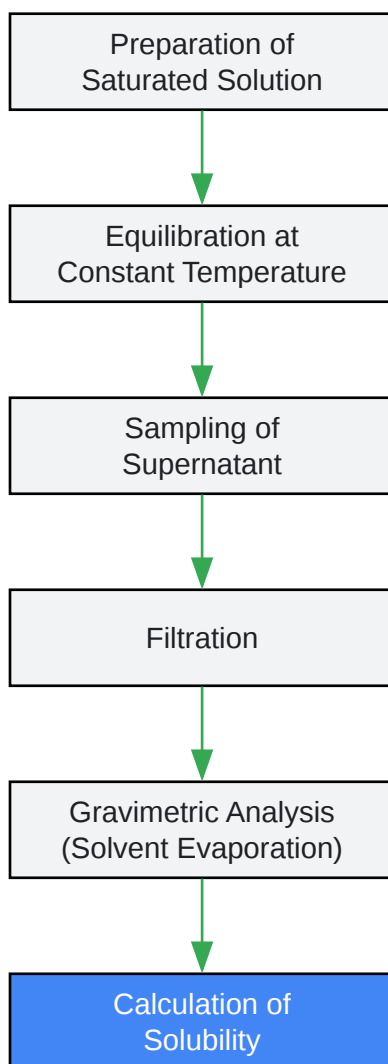 Preparation of
Saturated Solution
Equilibration at
Constant Temperature
Sampling of
Supernatant
Filtration
Gravimetric Analysis
(Solvent Evaporation)
Calculation of
Solubility